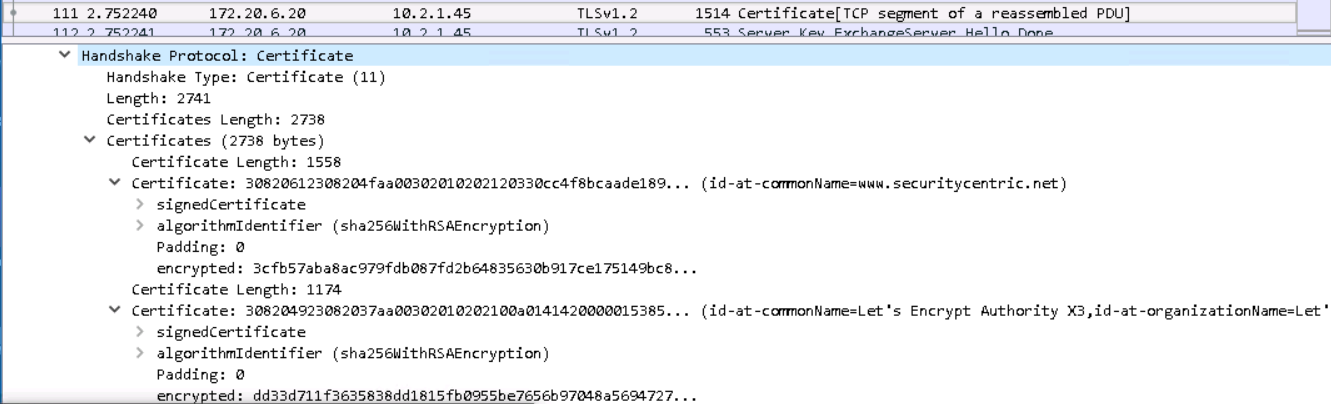 111 2.752240 172.20.6.20 10.2.1.45 TLSv1.2 1514 Certificate[TCP segment of a reassembled PDU]
112 2.752241 172.20.6.20 10.2.1.45 TLSv1.2 553 Server Key ExchangeServer Hello Done
Handshake Protocol: Certificate
Handshake Type: Certificate (11)
Length: 2741
Certificates Length: 2738
Certificates (2738 bytes)
Certificate Length: 1558
Certificate: 30820612308204faa00302010202120330cc4f8bcaade189... (id-at-commonName=www.securitycentric.net)
signedCertificate
algorithmIdentifier (sha256WithRSAEncryption)
Padding: 0
encrypted: 3cfb57aba8ac979fdb087fd2b64835630b917ce175149bc8...
Certificate Length: 1174
Certificate: 308204923082037aa00302010202100a0141420000015385... (id-at-commonName=Let's Encrypt Authority X3,id-at-organizationName=Let'
signedCertificate
algorithmIdentifier (sha256WithRSAEncryption)
Padding: 0
encrypted: dd33d711f3635838dd1815fb0955be7656b97048a5694727...